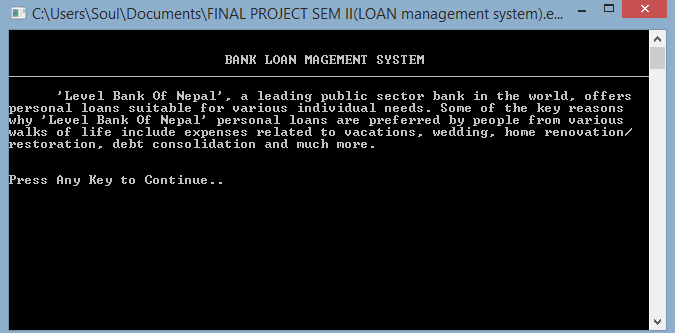 C:\Users\Soul\Documents\FINAL PROJECT SEM II(LOAN management system).e...
BANK LOAN MAGEMENT SYSTEM
'Level Bank Of Nepal', a leading public sector bank in the world, offers
personal loans suitable for various individual needs. Some of the key reasons
why 'Level Bank Of Nepal' personal loans are preferred by people from various
walks of life include expenses related to vacations, wedding, home renovation/
restoration, debt consolidation and much more.
Press Any Key to Continue..